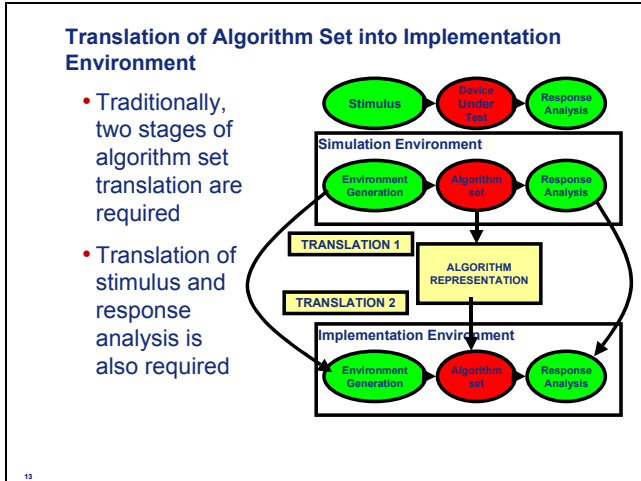 Translation of Algorithm Set into Implementation
Environment
• Traditionally,
two stages of
algorithm set
translation are
required
• Translation of
stimulus and
response
analysis is
also required
Stimulus
Device
Under
Test
Response
Analysis
Simulation Environment
Environment
Generation
Algorithm
set
Response
Analysis
TRANSLATION 1
ALGORITHM
REPRESENTATION
TRANSLATION 2
Implementation Environment
Environment
Generation
Algorithm
set
Response
Analysis
13